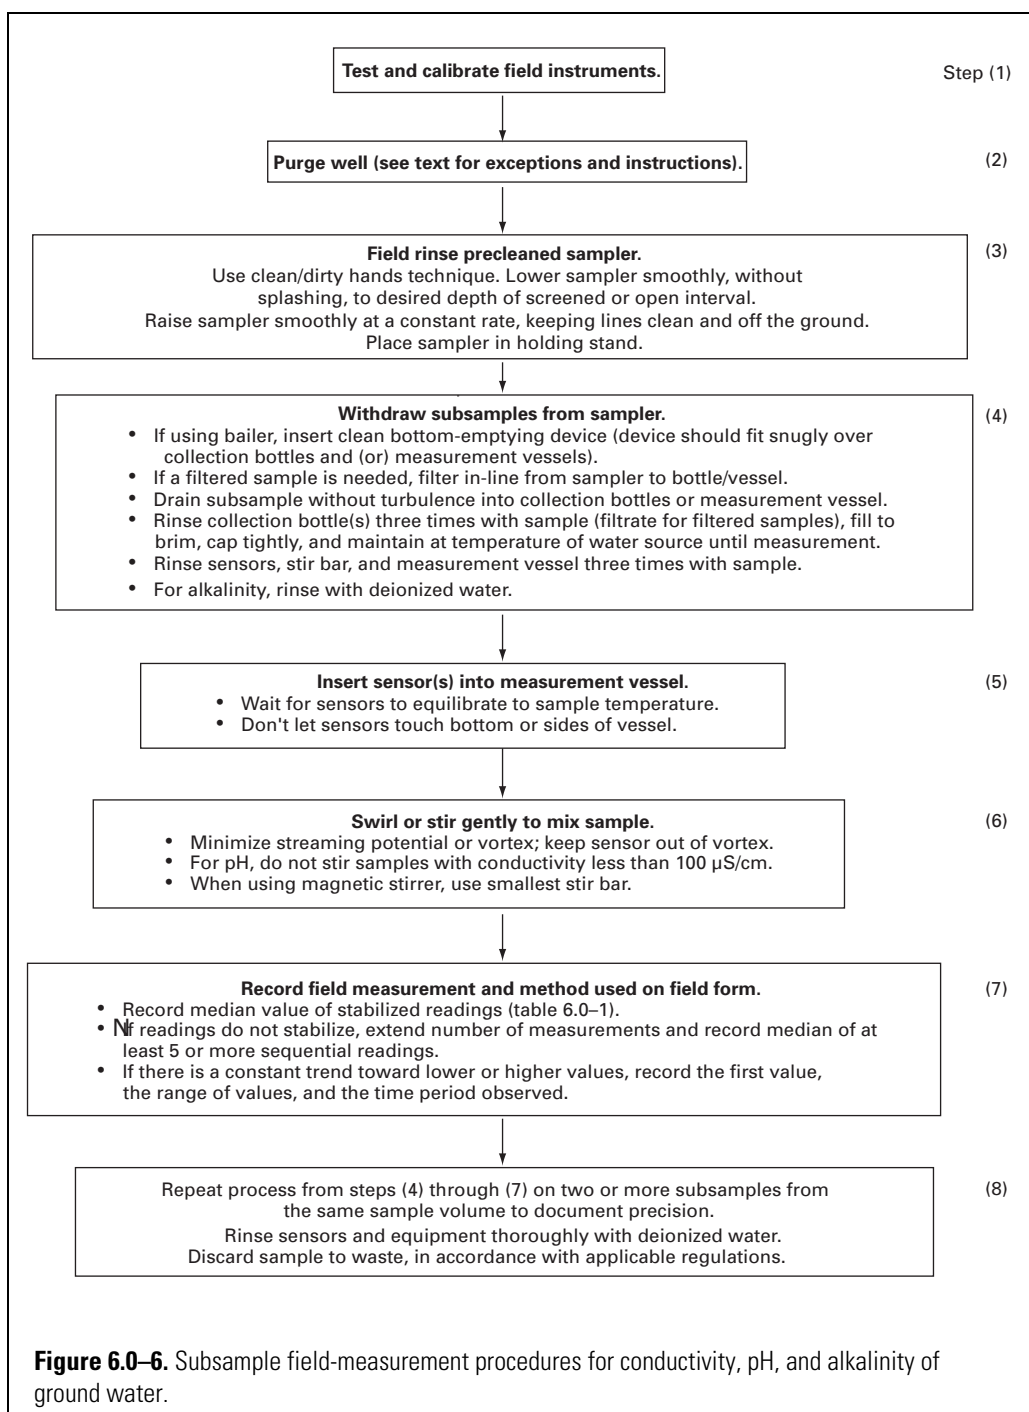 Test and calibrate field instruments.
Step (1)
Purge well (see text for exceptions and instructions).
(2)
Field rinse precleaned sampler.
(3)
Use clean/dirty hands technique. Lower sampler smoothly, without
splashing, to desired depth of screened or open interval.
Raise sampler smoothly at a constant rate, keeping lines clean and off the ground.
Place sampler in holding stand.
Withdraw subsamples from sampler.
(4)
• If using bailer, insert clean bottom-emptying device (device should fit snugly over
collection bottles and (or) measurement vessels).
• If a filtered sample is needed, filter in-line from sampler to bottle/vessel.
• Drain subsample without turbulence into collection bottles or measurement vessel.
• Rinse collection bottle(s) three times with sample (filtrate for filtered samples), fill to
brim, cap tightly, and maintain at temperature of water source until measurement.
• Rinse sensors, stir bar, and measurement vessel three times with sample.
• For alkalinity, rinse with deionized water.
Insert sensor(s) into measurement vessel.
(5)
• Wait for sensors to equilibrate to sample temperature.
• Don't let sensors touch bottom or sides of vessel.
Swirl or stir gently to mix sample.
(6)
• Minimize streaming potential or vortex; keep sensor out of vortex.
• For pH, do not stir samples with conductivity less than 100 µS/cm.
• When using magnetic stirrer, use smallest stir bar.
Record field measurement and method used on field form.
(7)
• Record median value of stabilized readings (table 6.0–1).
• If readings do not stabilize, extend number of measurements and record median of at
least 5 or more sequential readings.
• If there is a constant trend toward lower or higher values, record the first value,
the range of values, and the time period observed.
Repeat process from steps (4) through (7) on two or more subsamples from
(8)
the same sample volume to document precision.
Rinse sensors and equipment thoroughly with deionized water.
Discard sample to waste, in accordance with applicable regulations.
Figure 6.0–6. Subsample field-measurement procedures for conductivity, pH, and alkalinity of
ground water.